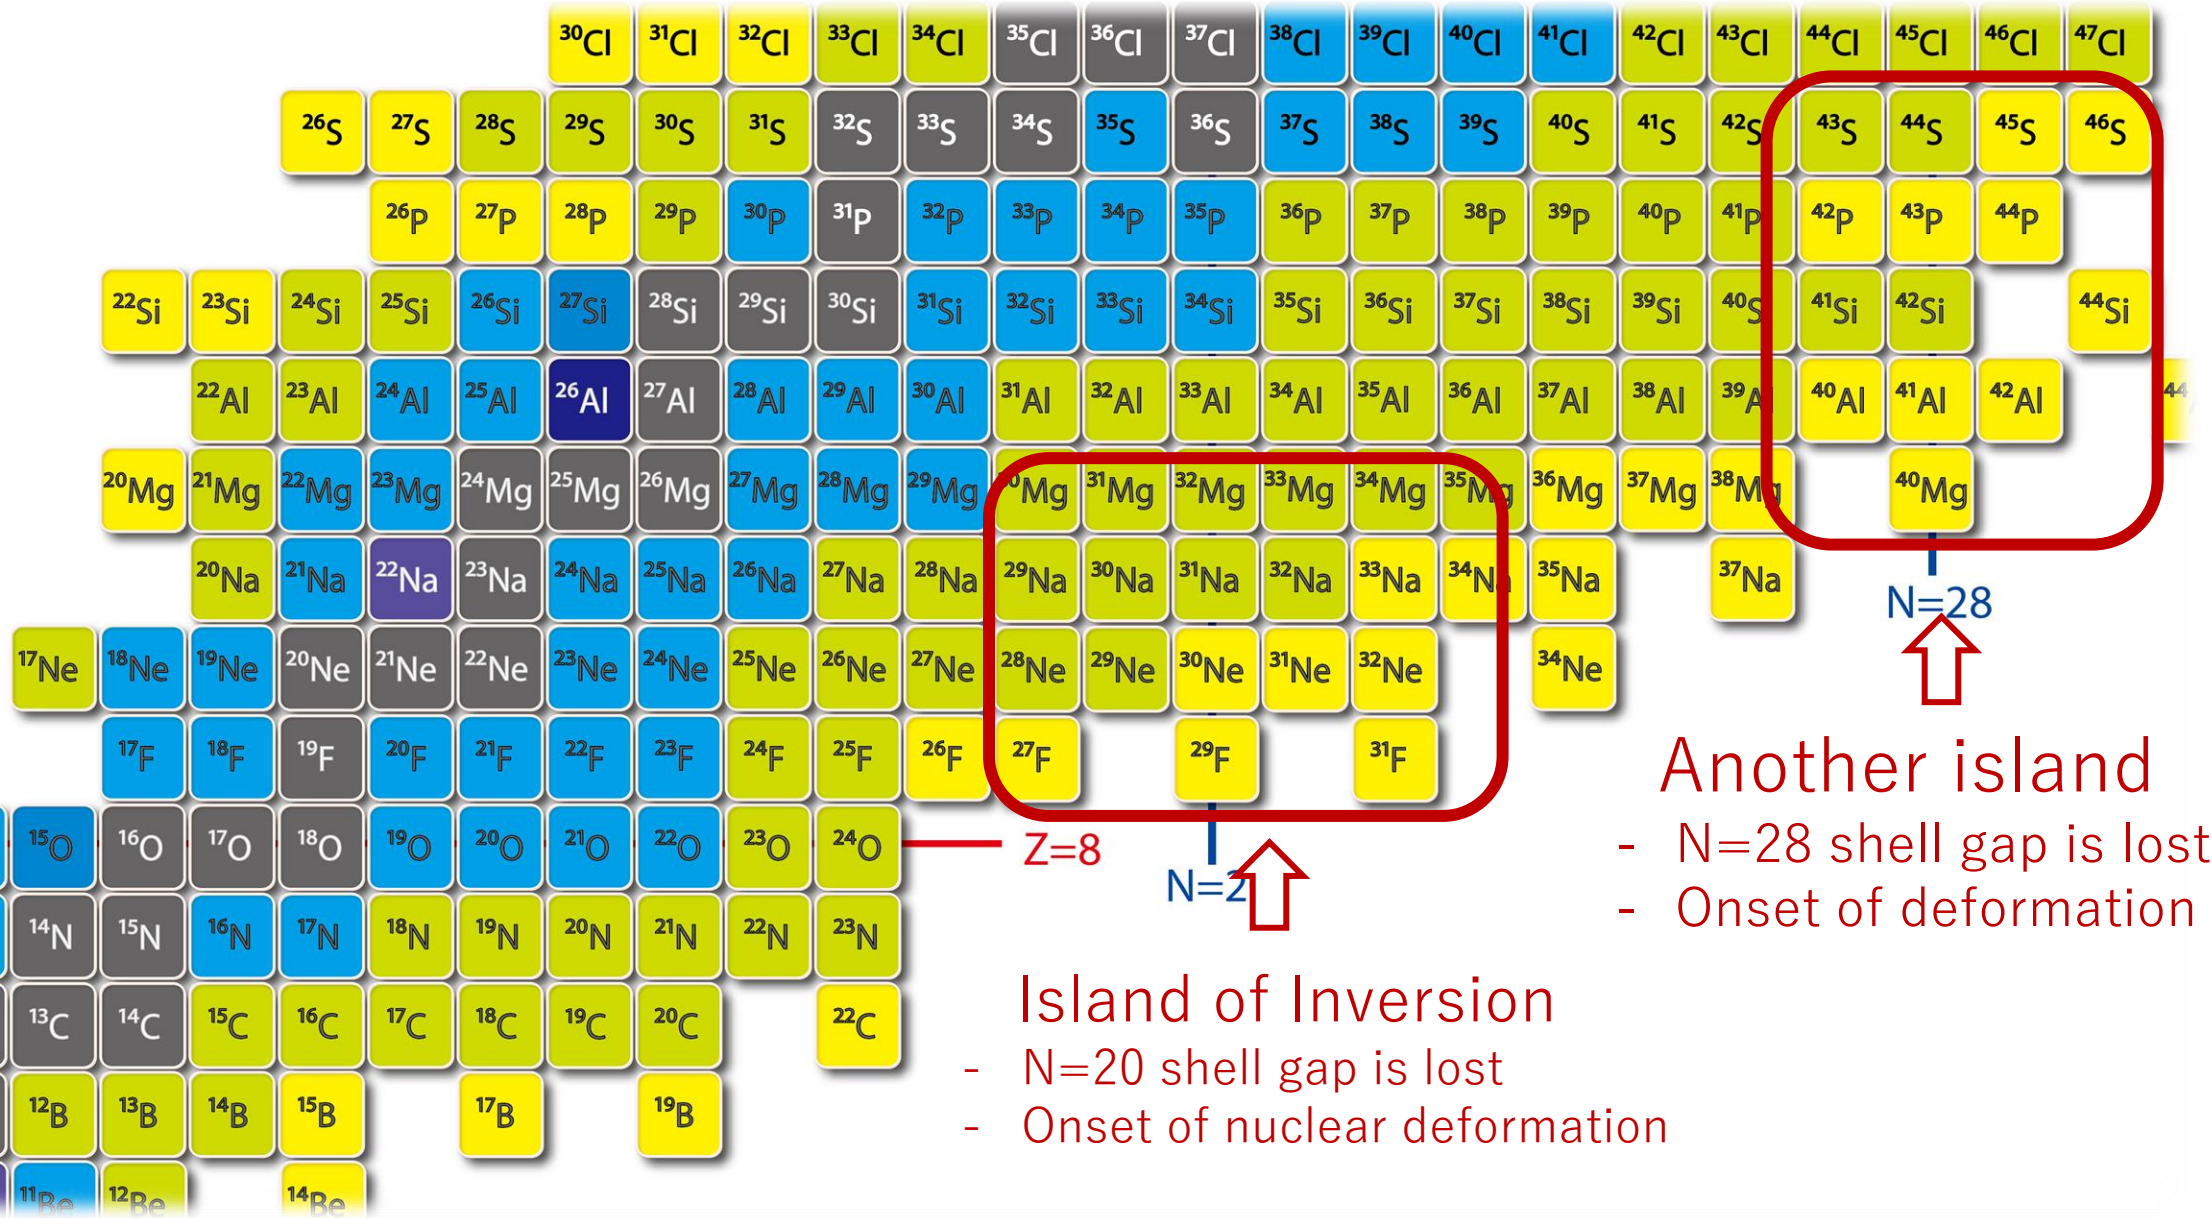 30Cl 31Cl 32Cl 33Cl 34Cl 35Cl 36Cl 37Cl 38Cl 39Cl 40Cl 41Cl 42Cl 43Cl 44Cl 45Cl 46Cl 47Cl
26S 27S 28S 29S 30S 31S 32S 33S 34S 35S 36S 37S 38S 39S 40S 41S 42S 43S 44S 45S 46S
26P 27P 28P 29P 30P 31P 32P 33P 34P 35P 36P 37P 38P 39P 40P 41P 42P 43P 44P
22Si 23Si 24Si 25Si 26Si 27Si 28Si 29Si 30Si 31Si 32Si 33Si 34Si 35Si 36Si 37Si 38Si 39Si 40S 41Si 42Si 44Si
22Al 23Al 24Al 25Al 26Al 27Al 28Al 29Al 30Al 31Al 32Al 33Al 34Al 35Al 36Al 37Al 38Al 39Al 40Al 41Al 42Al 44
20Mg 21Mg 22Mg 23Mg 24Mg 25Mg 26Mg 27Mg 28Mg 29Mg 0Mg 31Mg 32Mg 33Mg 34Mg 35Mg 36Mg 37Mg 38Mg 40Mg
20Na 21Na 22Na 23Na 24Na 25Na 26Na 27Na 28Na 29Na 30Na 31Na 32Na 33Na 34Na 35Na 37Na
N=28
17Ne 18Ne 19Ne 20Ne 21Ne 22Ne 23Ne 24Ne 25Ne 26Ne 27Ne 28Ne 29Ne 30Ne 31Ne 32Ne 34Ne
17F 18F 19F 20F 21F 22F 23F 24F 25F 26F 27F 29F 31F
Another island
- N=28 shell gap is lost
- Onset of deformation
15O 16O 17O 18O 19O 20O 21O 22O 23O 24O Z=8
N=2
14N 15N 16N 17N 18N 19N 20N 21N 22N 23N
13C 14C 15C 16C 17C 18C 19C 20C 22C
Island of Inversion
- N=20 shell gap is lost
- Onset of nuclear deformation
12B 13B 14B 15B 17B 19B
11Be 12Be 14Be